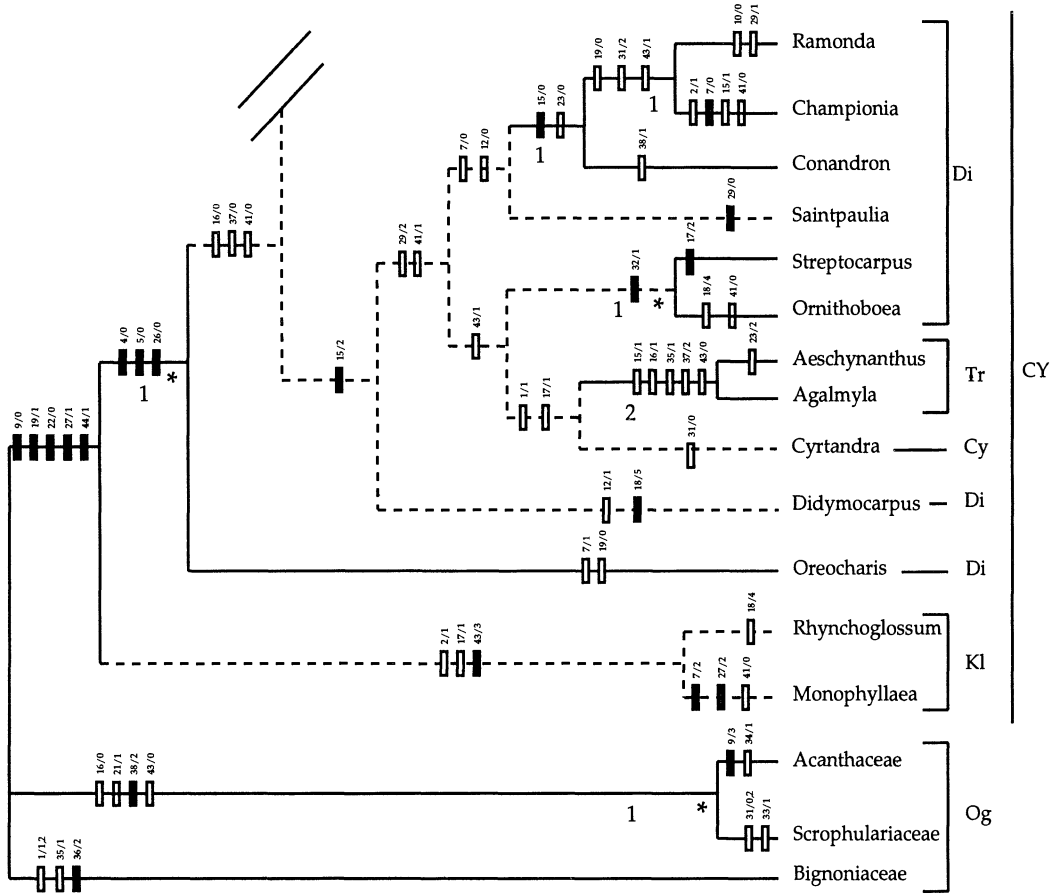 10/0 29/1
Ramonda
19/0 31/2 43/1
1
2/1 7/0 15/1 41/0
Championia
15/0 23/0
1
38/1
Conandron
Di
7/0 12/0
29/0
Saintpaulia
16/0 37/0 41/0
29/2 41/1
17/2
Streptocarpus
32/1
1 *
18/4 41/0
Ornithoboea
43/1
4/0 5/0 26/0
1 *
15/2
23/2
Aeschynanthus
15/1 16/1 35/1 37/2 43/0
2
Agalmyla
Tr
CY
1/1 17/1
9/0 19/1 22/0 27/1 44/1
31/0
Cyrtandra
Cy
12/1 18/5
Didymocarpus
Di
7/1 19/0
Oreocharis
Di
18/4
Rhynchoglossum
2/1 17/1 43/3
Kl
7/2 27/2 41/0
Monophyllaea
9/3 34/1
Acanthaceae
16/0 21/1 38/2 43/0
1 *
Og
31/0,2 33/1
Scrophulariaceae
1/1,2 35/1 36/2
Bignoniaceae